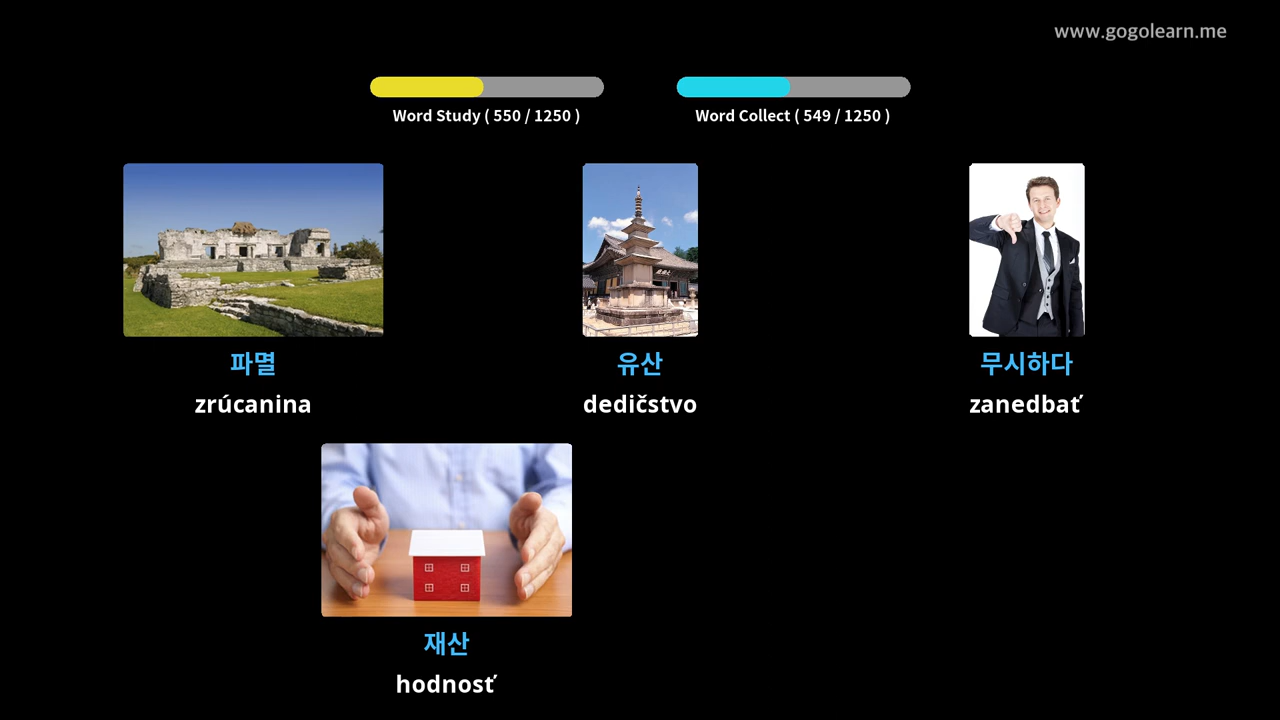 www.gogolearn.me
Word Study ( 550 / 1250 )
Word Collect ( 549 / 1250 )
파멸
유산
무시하다
zrúcanina
dedičstvo
zanedbať
재산
hodnosť